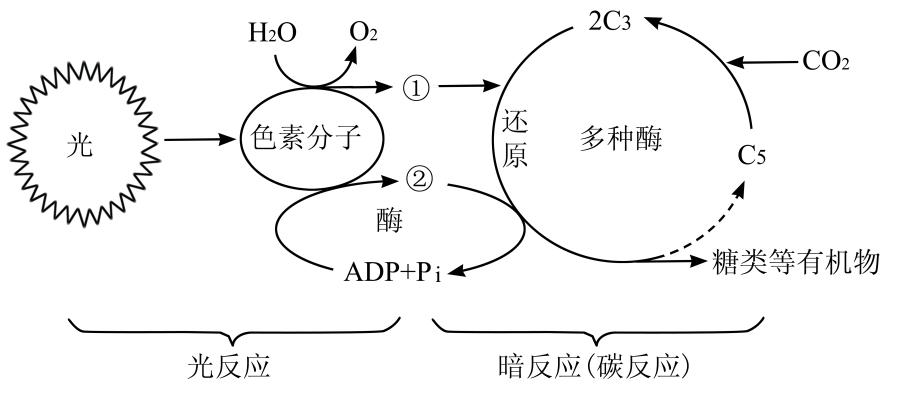 H₂O
O₂
2C₃
CO₂
①
光
色素分子
还原
多种酶
C₅
②
酶
ADP+Pi
糖类等有机物
光反应
暗反应(碳反应)